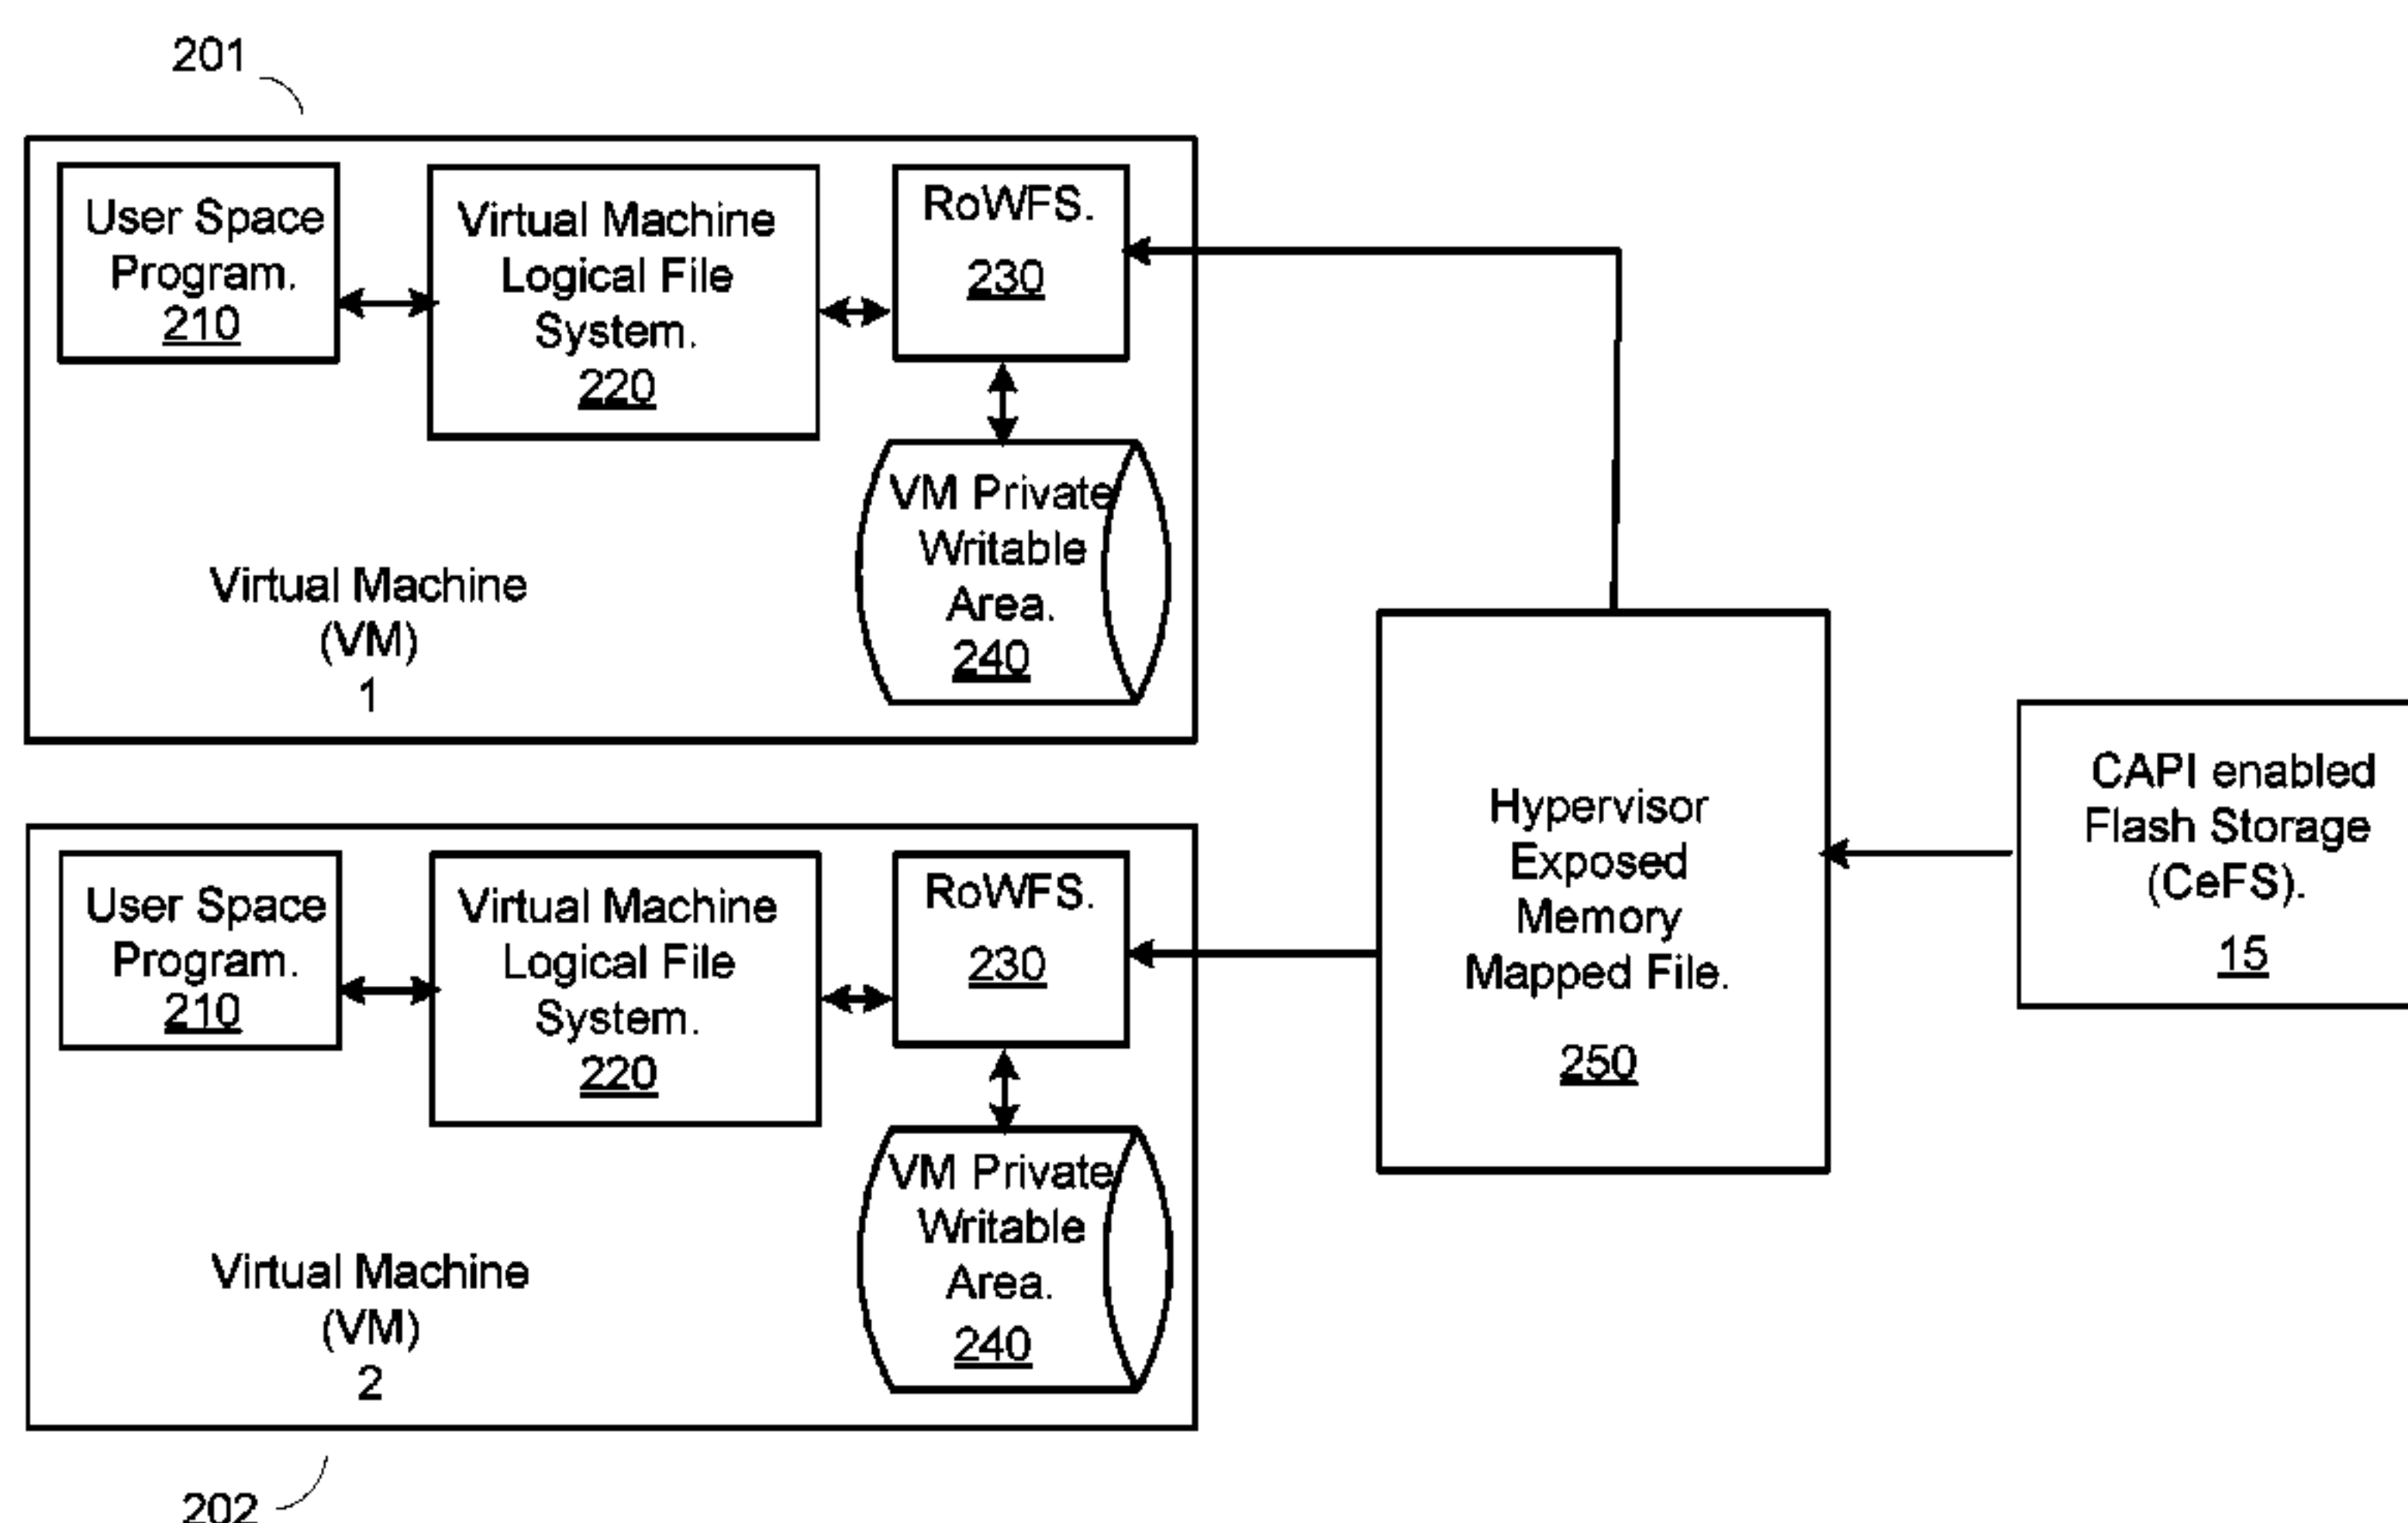 201
User Space
Program.
210
Virtual Machine
Logical File
System.
220
RoWFS.
230
VM Private
Writable
Area.
240
Virtual Machine
(VM)
1
User Space
Program.
210
Virtual Machine
Logical File
System.
220
RoWFS.
230
VM Private
Writable
Area.
240
Virtual Machine
(VM)
2
202
Hypervisor
Exposed
Memory
Mapped File.
250
CAPI enabled
Flash Storage
(CeFS).
15